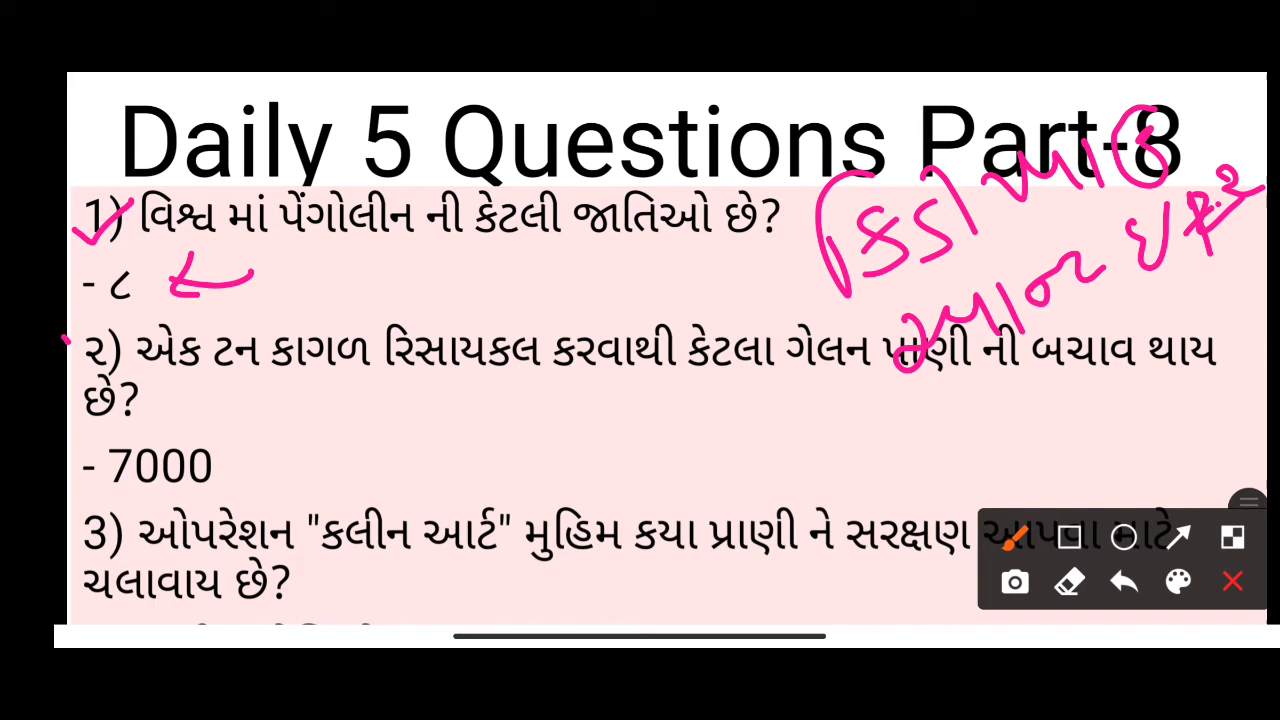 Daily 5 Questions Part-8
1) વિશ્વ માં પેંગોલીન ની કેટલી જાતિઓ છે?
- ૮
૨) એક ટન કાગળ રિસાયકલ કરવાથી કેટલા ગેલન પાણી ની બચાવ થાય
છે?
- 7000
3) ઓપરેશન "કલીન આર્ટ" મુહિમ કયા પ્રાણી ને સરક્ષણ આપવા માટે
ચલાવાય છે?